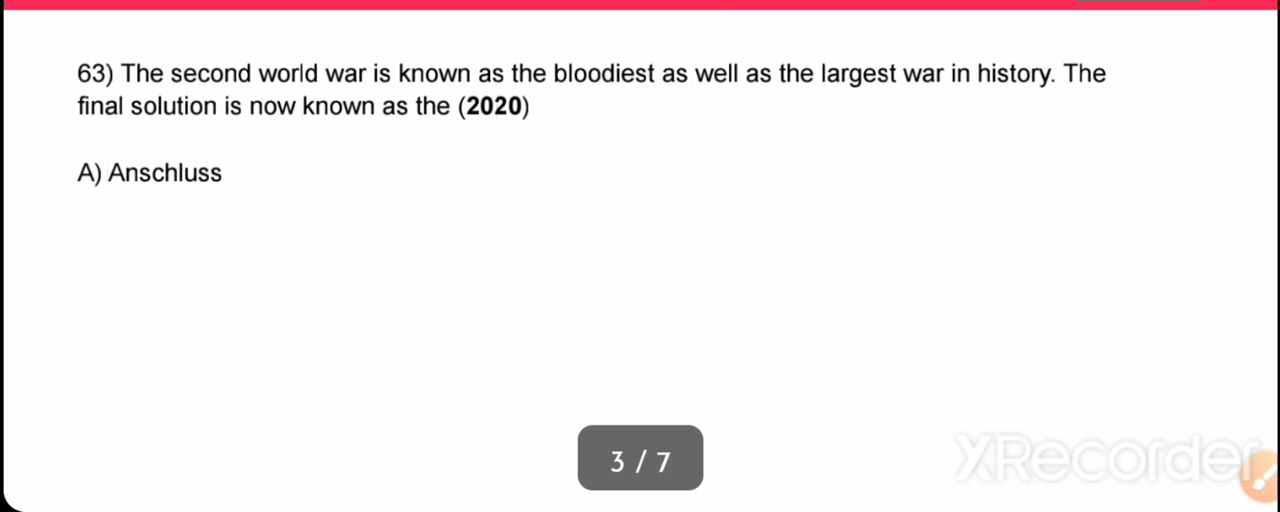 63) The second world war is known as the bloodiest as well as the largest war in history. The
final solution is now known as the (2020)
A) Anschluss
3 / 7
XRecorder